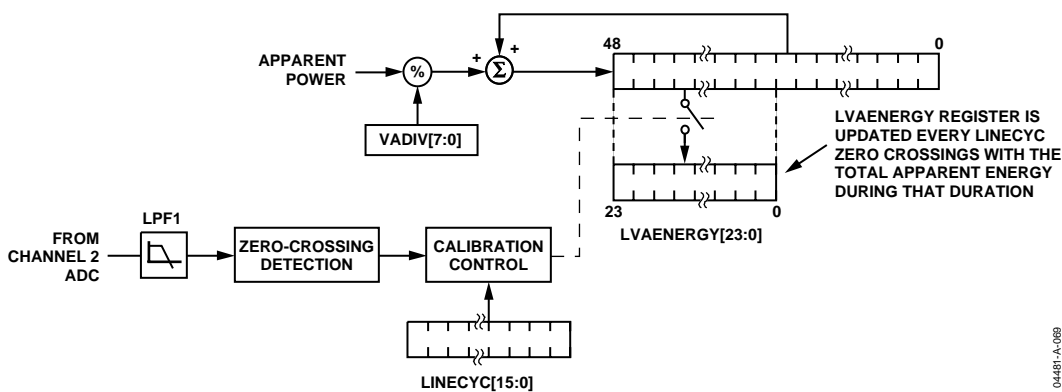 48
0
APPARENT
POWER
%
+
+
Σ
VADIV[7:0]
LVAENERGY REGISTER IS
UPDATED EVERY LINECYC
ZERO CROSSINGS WITH THE
TOTAL APPARENT ENERGY
DURING THAT DURATION
23
0
LVAENERGY[23:0]
LPF1
FROM
CHANNEL 2
ADC
ZERO-CROSSING
DETECTION
CALIBRATION
CONTROL
LINECYC[15:0]
04481-A-069